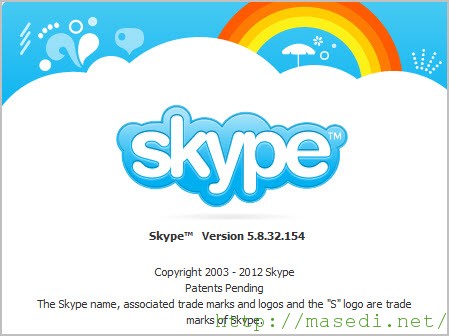 skype™
Skype™ Version 5.8.32.154
Copyright 2003 - 2012 Skype
Patents Pending
The Skype name, associated trade marks and logos and the "S" logo are trade
marks of Skype.
http://masedi.net/